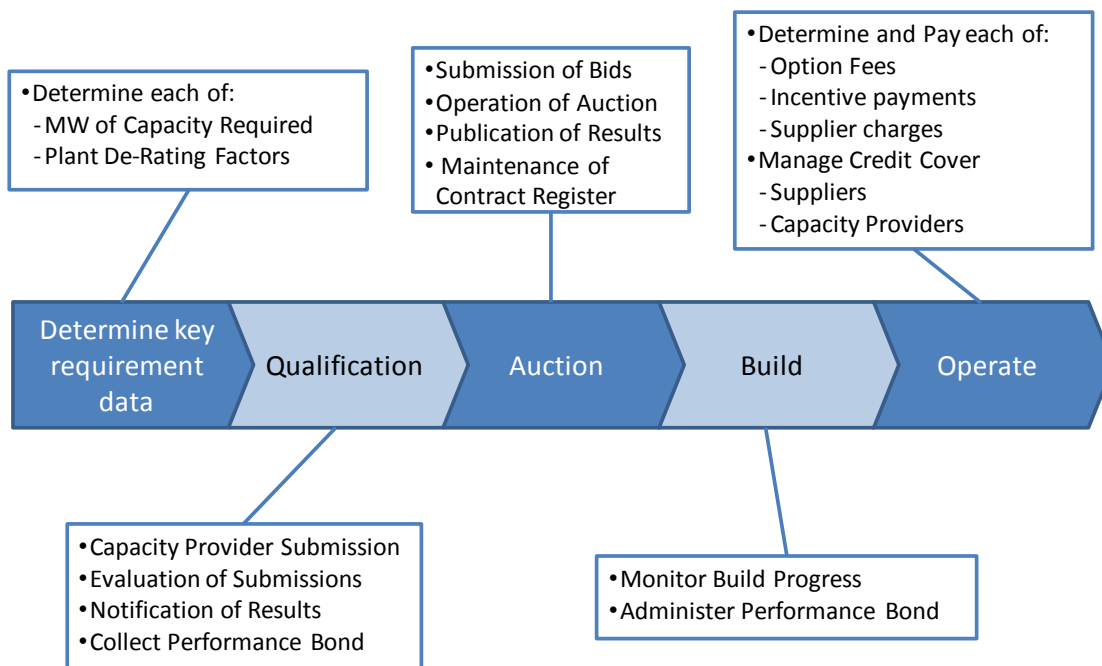 •Determine each of:
-MW of Capacity Required
-Plant De-Rating Factors
•Submission of Bids
•Operation of Auction
•Publication of Results
• Maintenance of
Contract Register
•Determine and Pay each of:
-Option Fees
-Incentive payments
-Supplier charges
•Manage Credit Cover
-Suppliers
-Capacity Providers
Determine key
requirement
data
Qualification
Auction
Build
Operate
•Capacity Provider Submission
•Evaluation of Submissions
•Notification of Results
•Collect Performance Bond
•Monitor Build Progress
•Administer Performance Bond